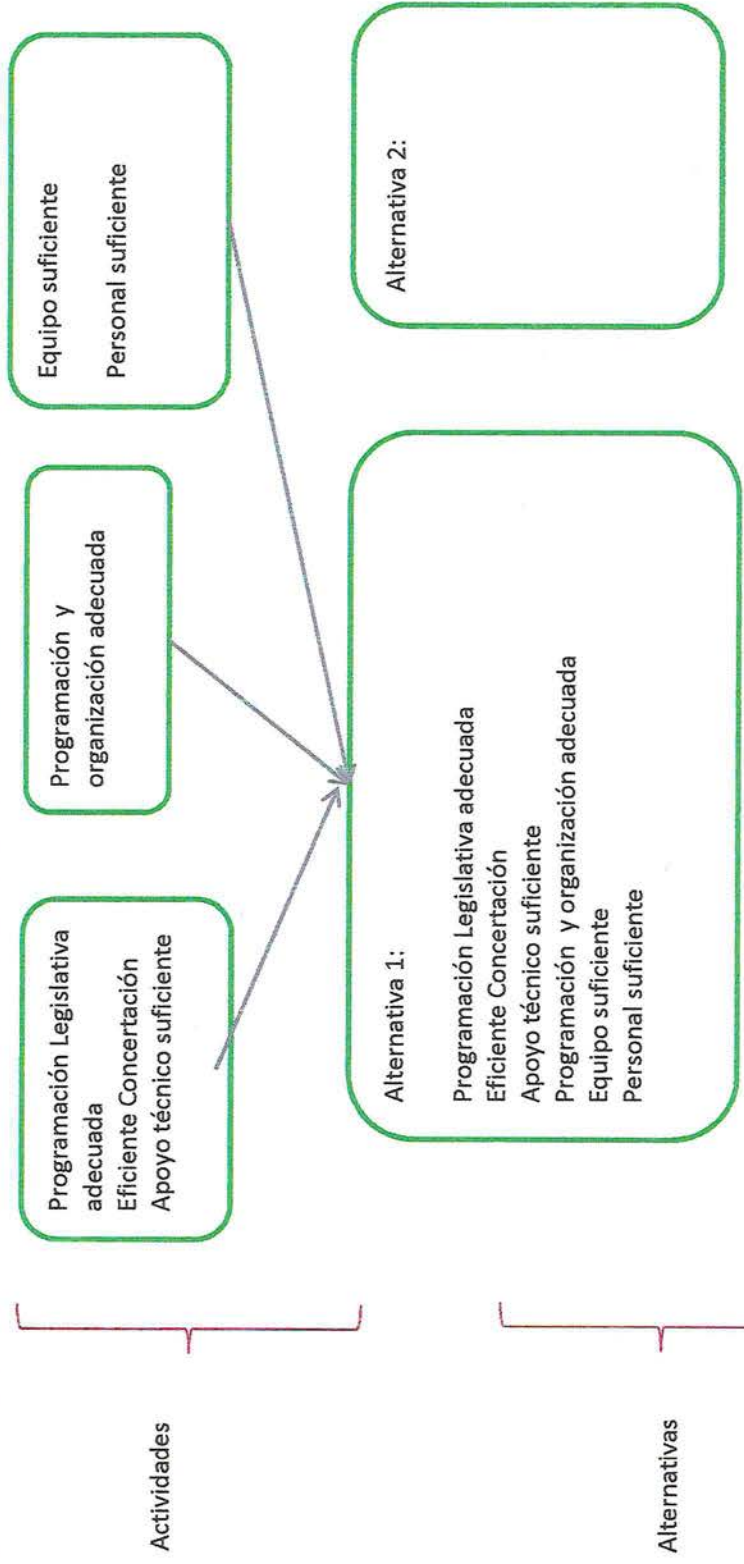 Actividades
Programación Legislativa
adecuada
Eficiente Concertación
Apoyo técnico suficiente
Programación y
organización adecuada
Equipo suficiente
Personal suficiente
Alternativas
Alternativa 1:
Programación Legislativa adecuada
Eficiente Concertación
Apoyo técnico suficiente
Programación y organización adecuada
Equipo suficiente
Personal suficiente
Alternativa 2: